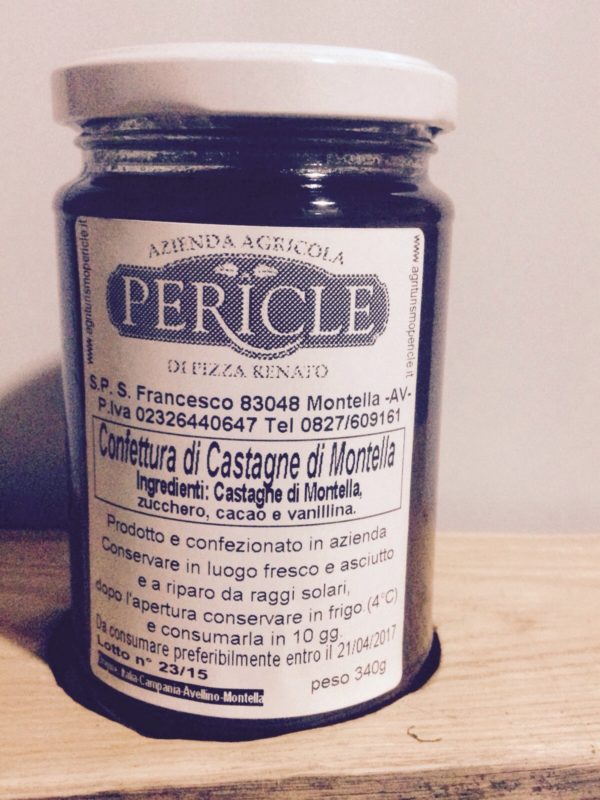 AZIENDA AGRICOLA
PERICLE
DI PIZZA RENATO
www.agriturismopericle.it
www.agriturismopericle.it
S.P. S. Francesco 83048 Montella -AV-
P.Iva 02326440647 Tel 0827/609161
Confettura di Castagne di Montella
Ingredienti: Castagne di Montella,
zucchero, cacao e vanillina.
Prodotto e confezionato in azienda
Conservare in luogo fresco e asciutto
e a riparo da raggi solari,
dopo l'apertura conservare in frigo.(4°C)
e consumarla in 10 gg.
Da consumare preferibilmente entro il 21/04/2017
Lotto n° 23/15
peso 340g
Italia-Campania-Avellino-Montella